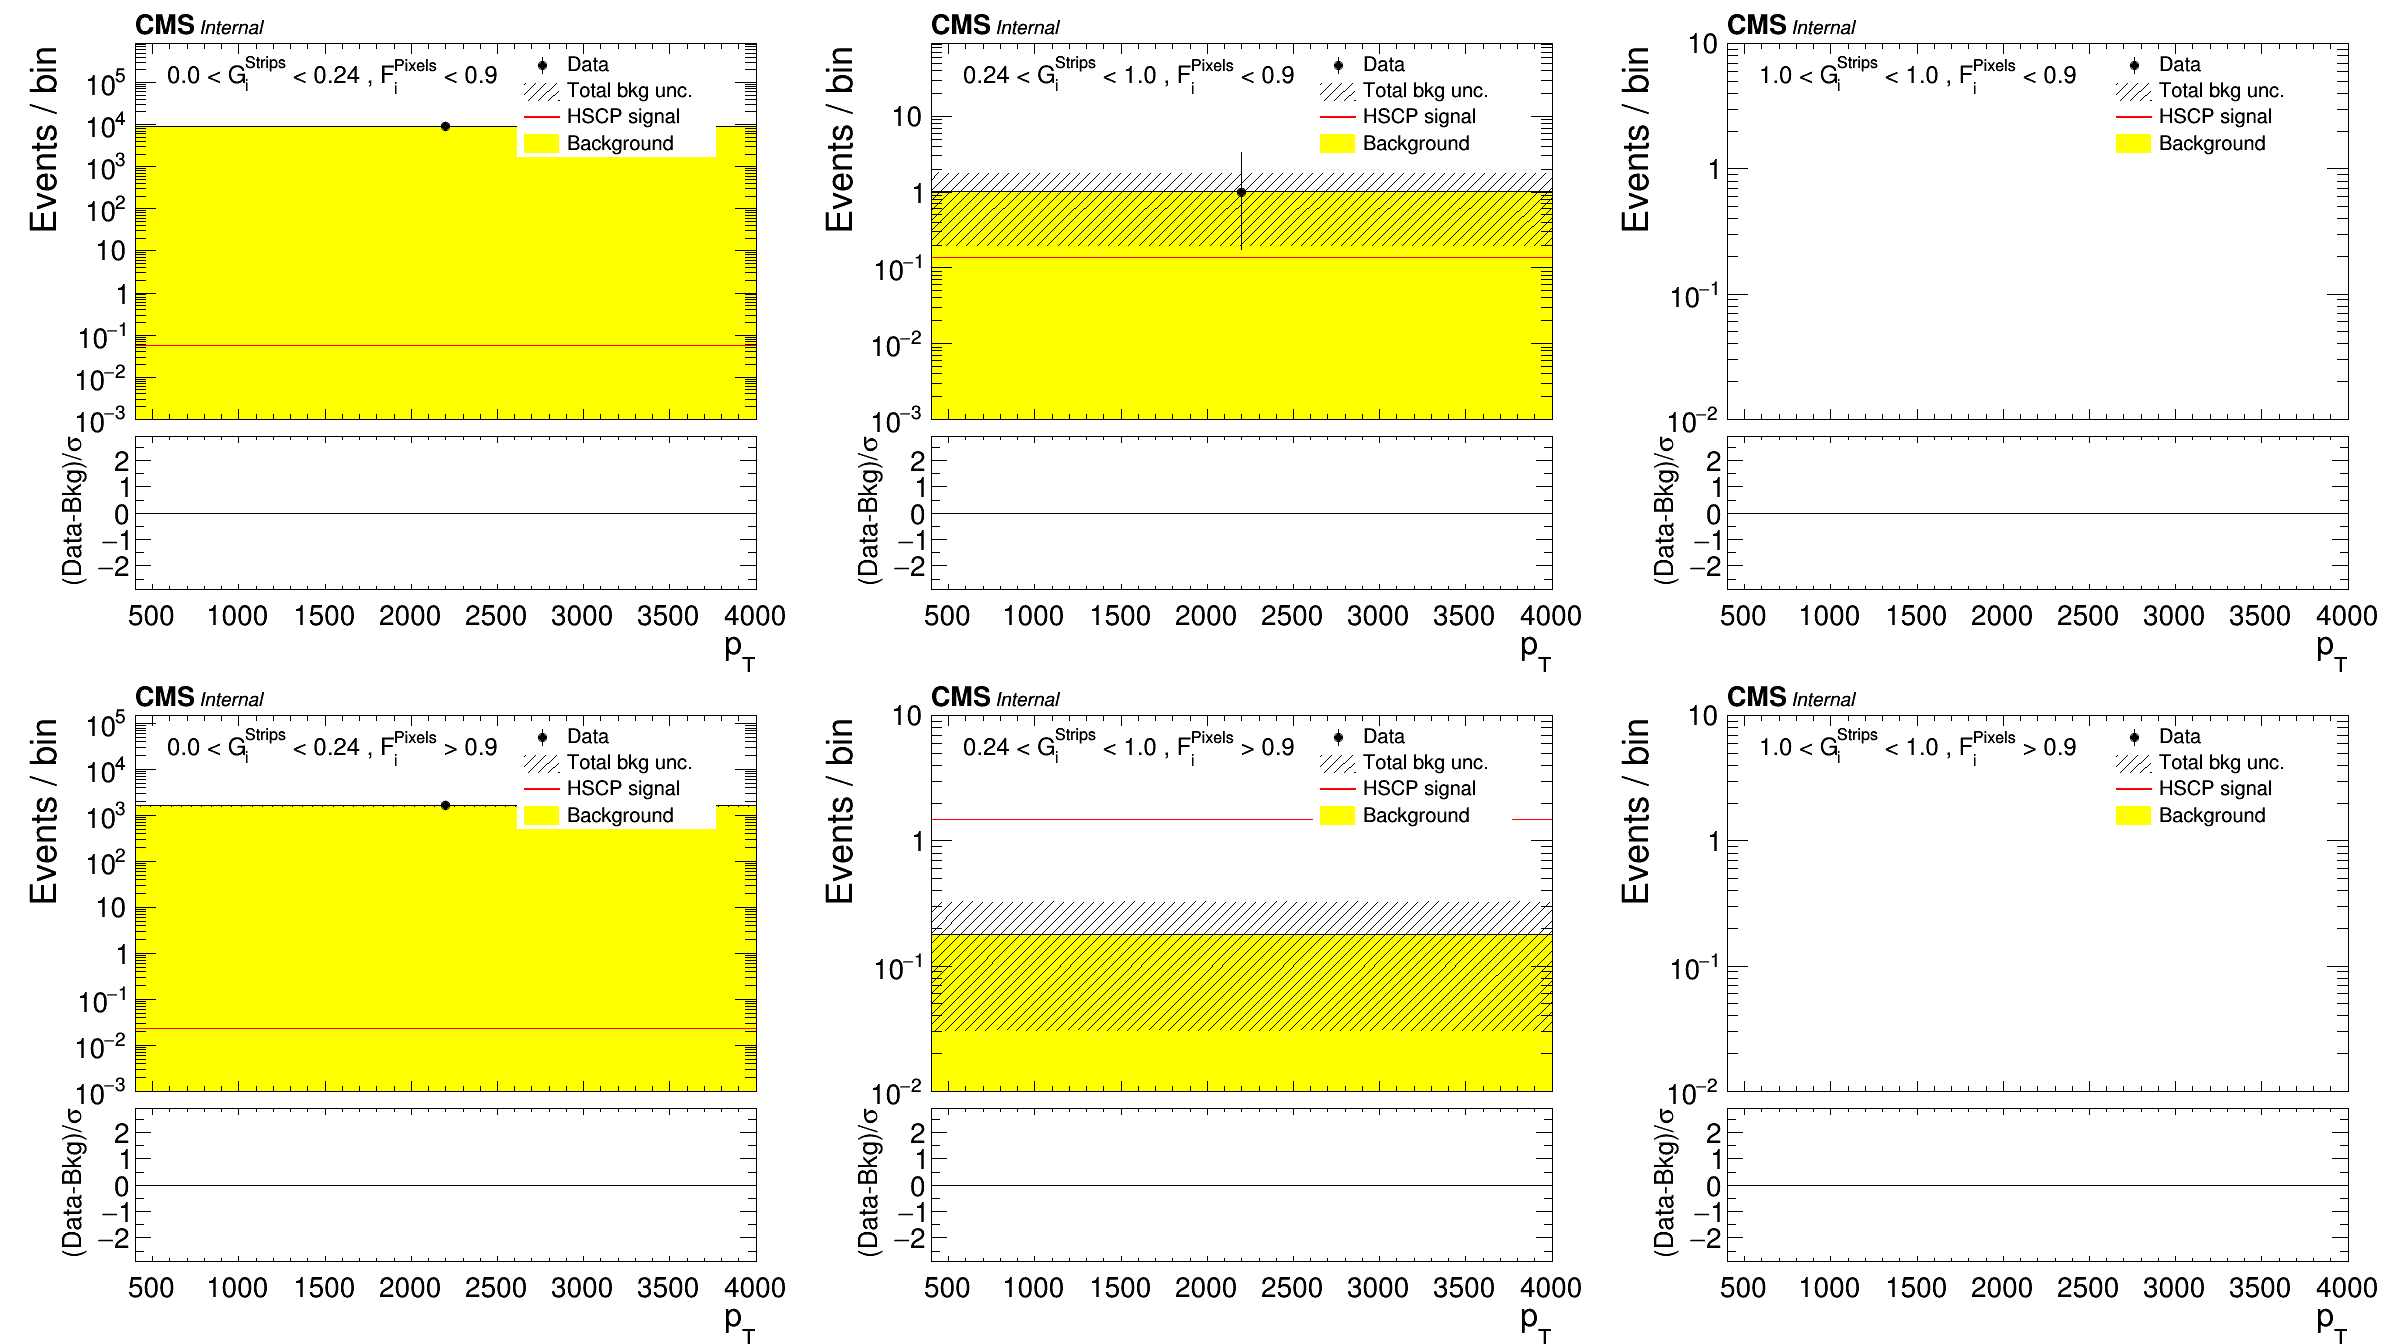 CMS Internal
Events / bin
0.0 < G_i^Strips < 0.24 , F_i^Pixels < 0.9
Data
Total bkg unc.
HSCP signal
Background
10^5
10^4
10^3
10^2
10
1
10^−1
10^−2
10^−3
(Data-Bkg)/σ
2
1
0
−1
−2
500 1000 1500 2000 2500 3000 3500 4000
p_T
CMS Internal
Events / bin
0.24 < G_i^Strips < 1.0 , F_i^Pixels < 0.9
Data
Total bkg unc.
HSCP signal
Background
10
1
10^−1
10^−2
10^−3
(Data-Bkg)/σ
2
1
0
−1
−2
500 1000 1500 2000 2500 3000 3500 4000
p_T
CMS Internal
Events / bin
1.0 < G_i^Strips < 1.0 , F_i^Pixels < 0.9
Data
Total bkg unc.
HSCP signal
Background
10
1
10^−1
10^−2
(Data-Bkg)/σ
2
1
0
−1
−2
500 1000 1500 2000 2500 3000 3500 4000
p_T
CMS Internal
Events / bin
0.0 < G_i^Strips < 0.24 , F_i^Pixels > 0.9
Data
Total bkg unc.
HSCP signal
Background
10^5
10^4
10^3
10^2
10
1
10^−1
10^−2
10^−3
(Data-Bkg)/σ
2
1
0
−1
−2
500 1000 1500 2000 2500 3000 3500 4000
p_T
CMS Internal
Events / bin
0.24 < G_i^Strips < 1.0 , F_i^Pixels > 0.9
Data
Total bkg unc.
HSCP signal
Background
10
1
10^−1
10^−2
(Data-Bkg)/σ
2
1
0
−1
−2
500 1000 1500 2000 2500 3000 3500 4000
p_T
CMS Internal
Events / bin
1.0 < G_i^Strips < 1.0 , F_i^Pixels > 0.9
Data
Total bkg unc.
HSCP signal
Background
10
1
10^−1
10^−2
(Data-Bkg)/σ
2
1
0
−1
−2
500 1000 1500 2000 2500 3000 3500 4000
p_T